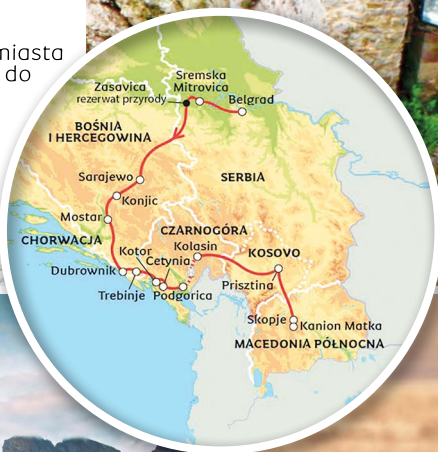 miasta
do
Zasavica
rezerwat przyrody
Sremska
Mitrovica
Belgrad
BOŚNIA
I HERCEGOWINA
SERBIA
Sarajewo
Konjic
Mostar
CZARNOGÓRA
CHORWACJA
Kotor
Kolasin
Cetynia
KOSOVO
Dubrownik
Trebinje
Podgorica
Prisztina
Skopje
Kanion Matka
MACEDONIA PÓŁNOCNA